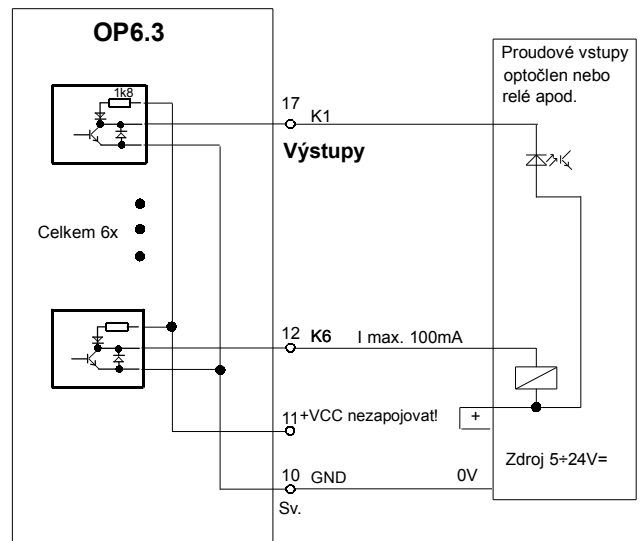 OP6.3
Proudové vstupy
optočlen nebo
relé apod.
1k8
17
K1
Výstupy
Celkem 6x
12
K6
I max. 100mA
11
+VCC nezapojovat!
+
Zdroj 5÷24V=
10
GND
0V
Sv.